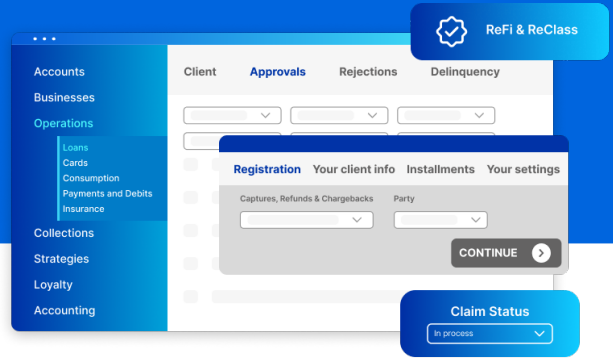 ReFi & ReClass
Accounts
Businesses
Operations
Loans
Cards
Consumption
Payments and Debits
Insurance
Collections
Strategies
Loyalty
Accounting
Client Approvals Rejections Delinquency
Registration Your client info Installments Your settings
Captures, Refunds & Chargebacks Party
CONTINUE
Claim Status
In process